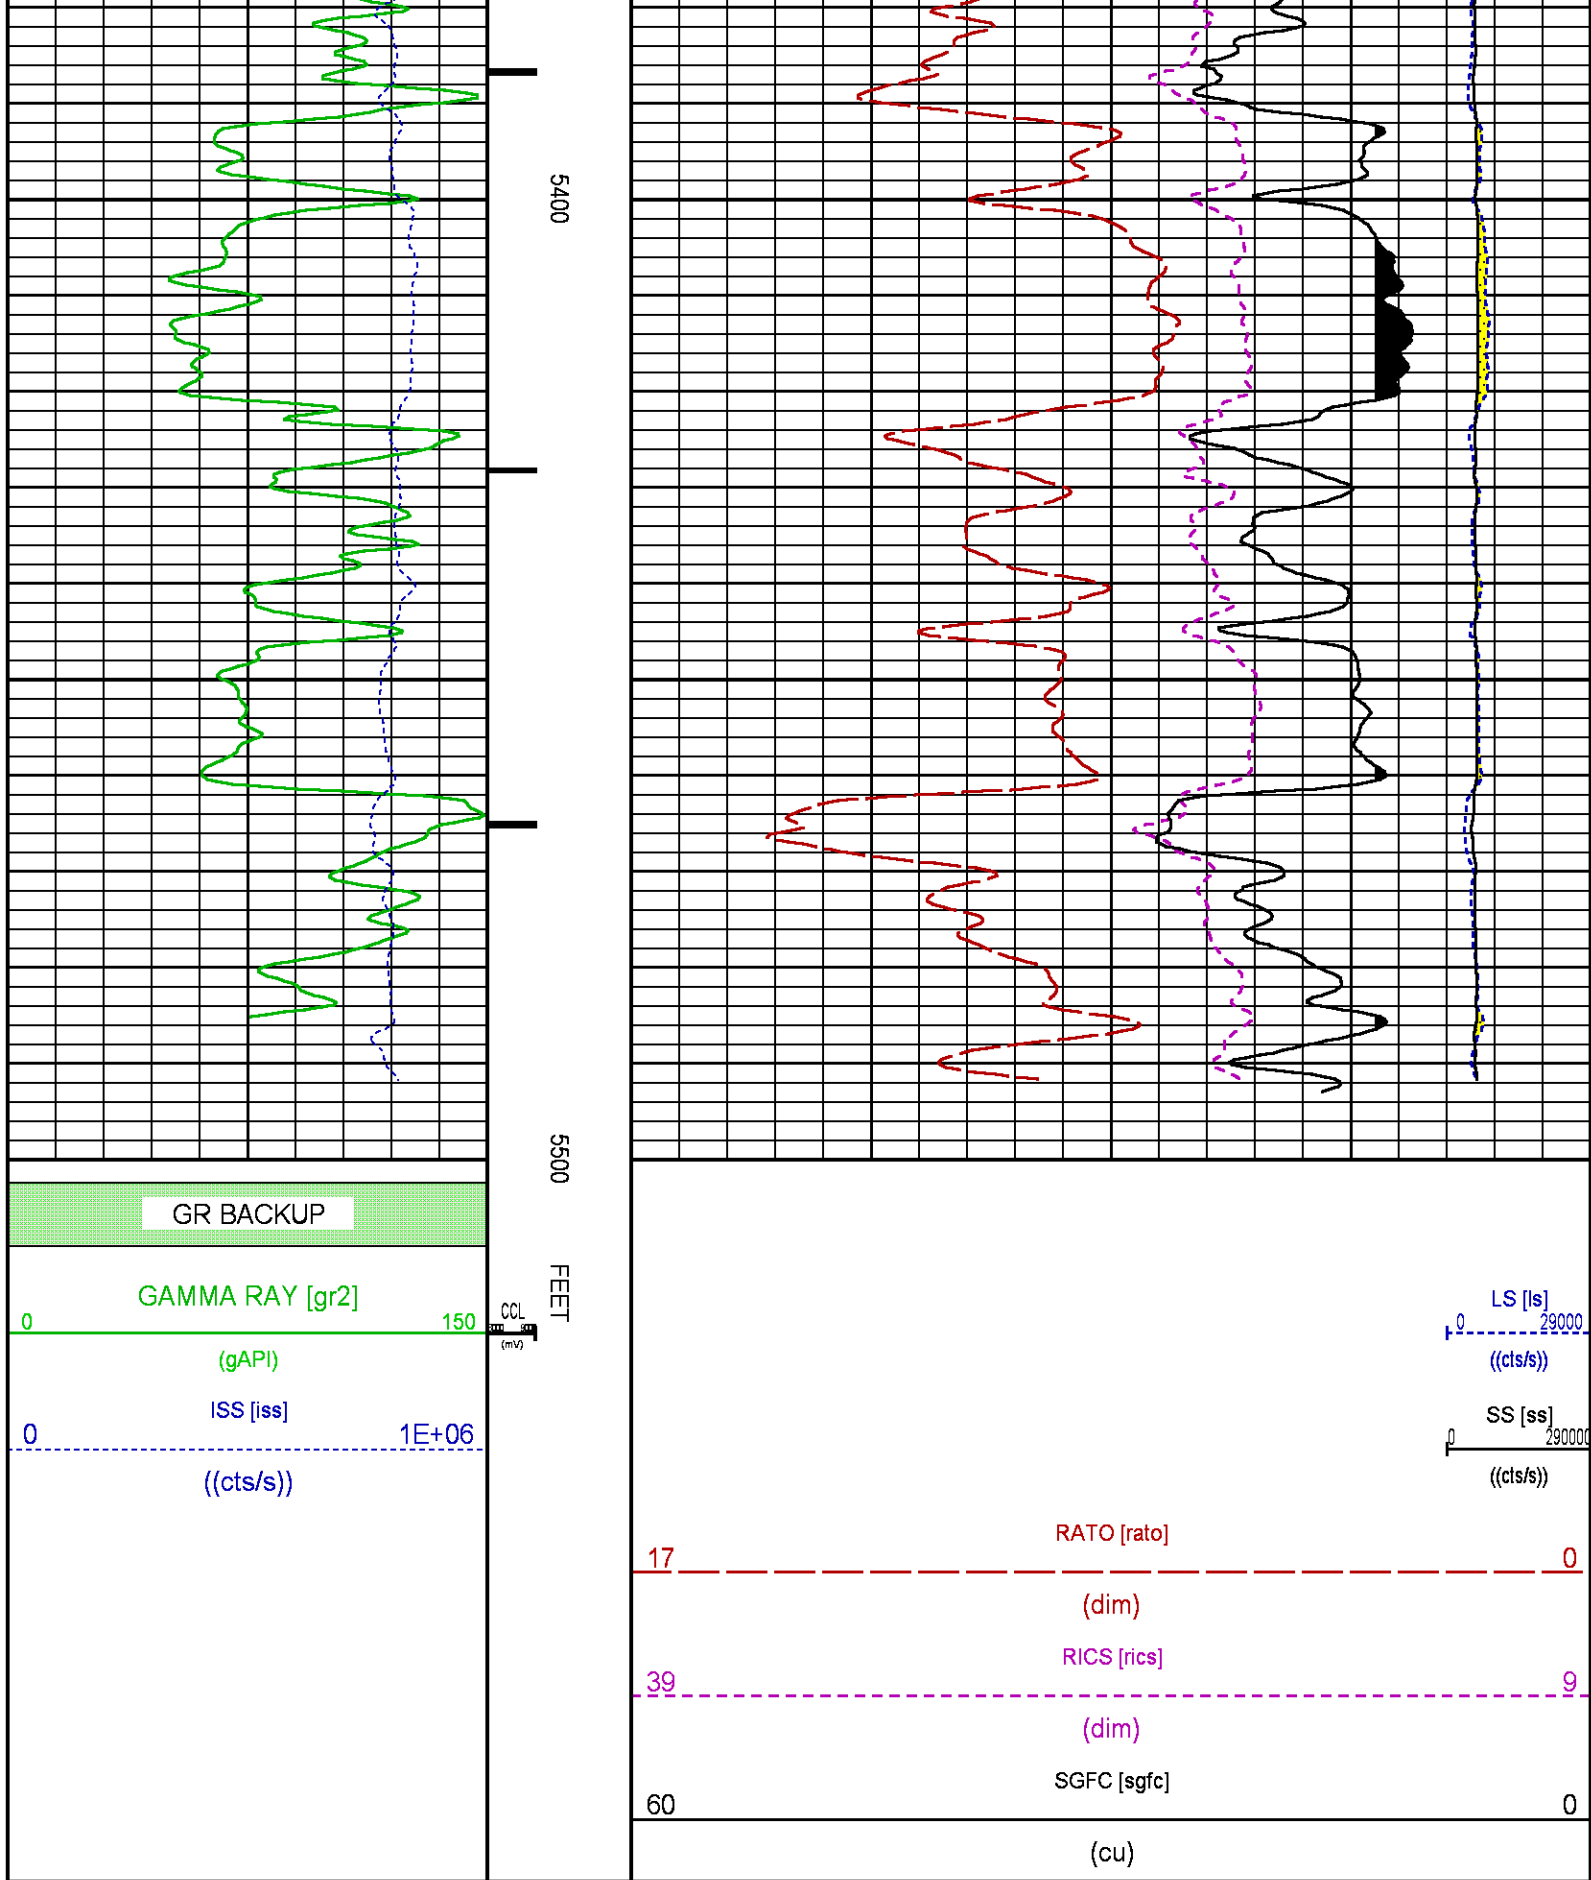 5400
5500
GR BACKUP
FEET
GAMMA RAY [gr2]
0 150
(gAPI)
CCL
(mV)
ISS [iss]
0 1E+06
((cts/s))
LS [ls]
0 29000
((cts/s))
SS [ss]
0 290000
((cts/s))
RATO [rato]
17 0
(dim)
RICS [rics]
39 9
(dim)
SGFC [sgfc]
60 0
(cu)